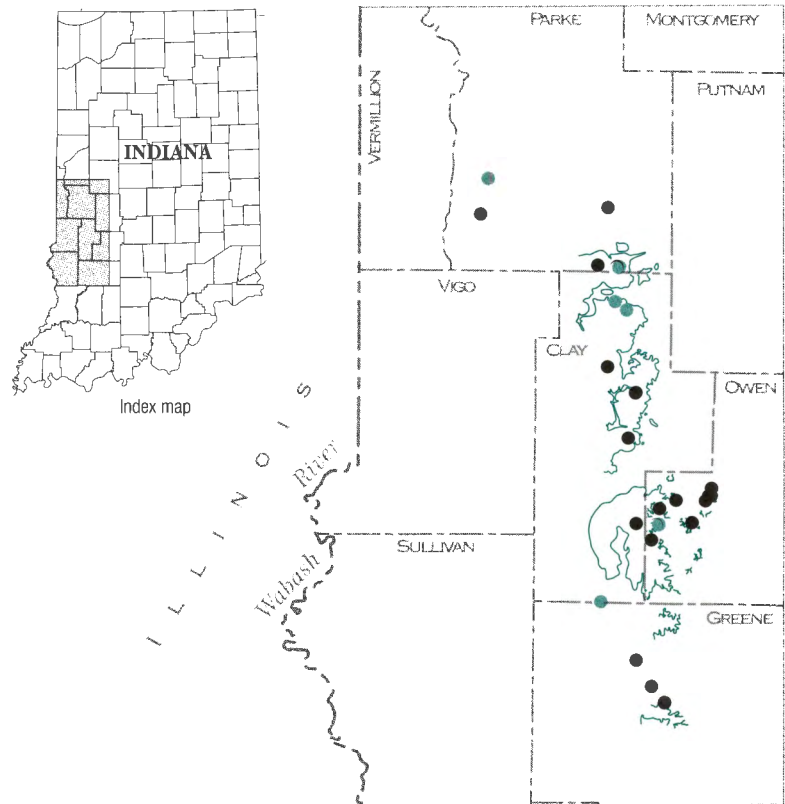 INDIANA
Index map
PARKE
MONTGOMERY
VERMILLION
PUTNAM
VIGO
CLAY
OWEN
ILLINOIS
Wabash River
SULLIVAN
GREENE